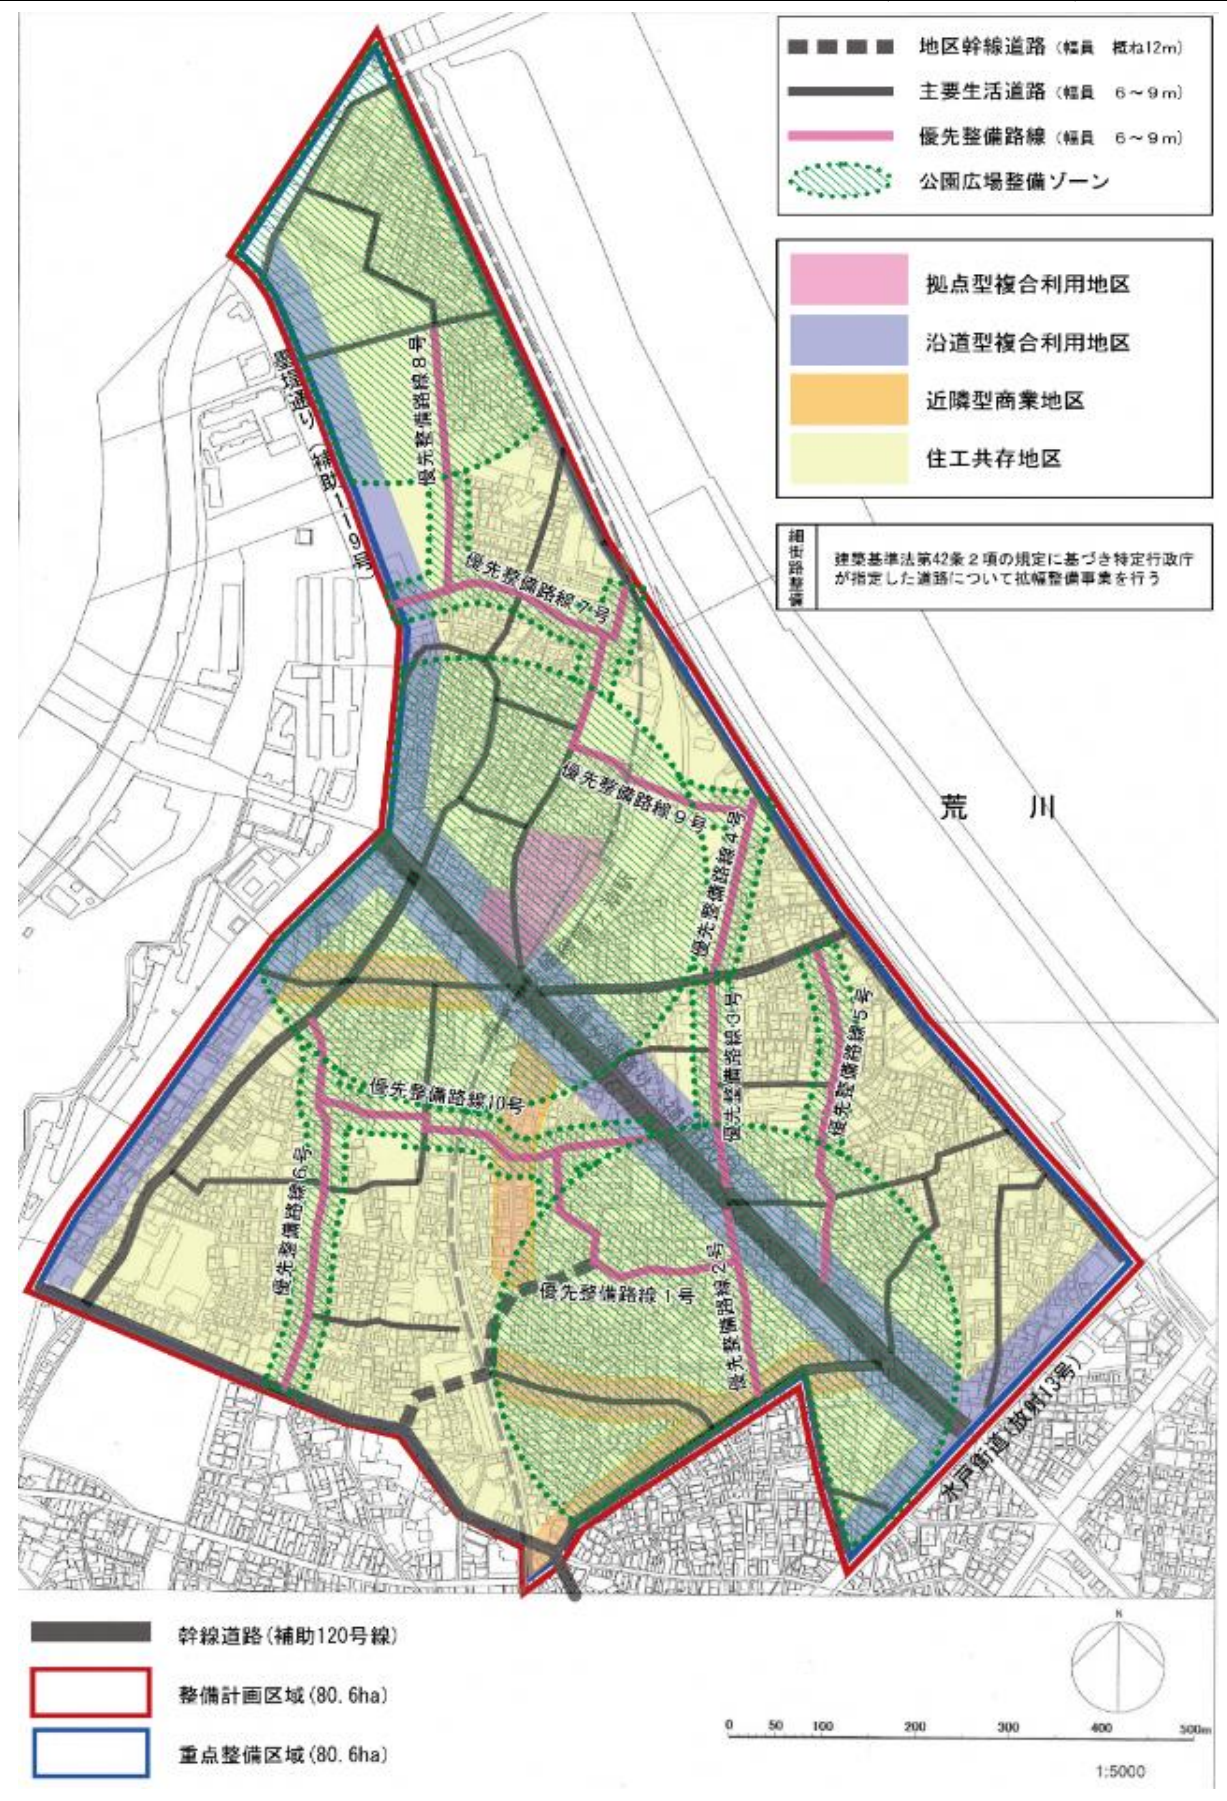 地区幹線道路（幅員　概ね12m）
主要生活道路（幅員　6～9m）
優先整備路線（幅員　6～9m）
公園広場整備ゾーン
拠点型複合利用地区
沿道型複合利用地区
近隣型商業地区
住工共存地区
細街路整備
建築基準法第42条2項の規定に基づき特定行政庁
が指定した道路について拡幅整備事業を行う
優先整備路線8号
墨堤通り（補助119号）
優先整備路線7号
優先整備路線9号
荒　川
優先整備路線4号
優先整備路線3号
優先整備路線5号
優先整備路線10号
優先整備路線6号
優先整備路線1号
優先整備路線2号
水戸街道（放射13号）
幹線道路(補助120号線)
整備計画区域(80.6ha)
重点整備区域(80.6ha)
N
0 50 100 200 300 400 500m
1:5000